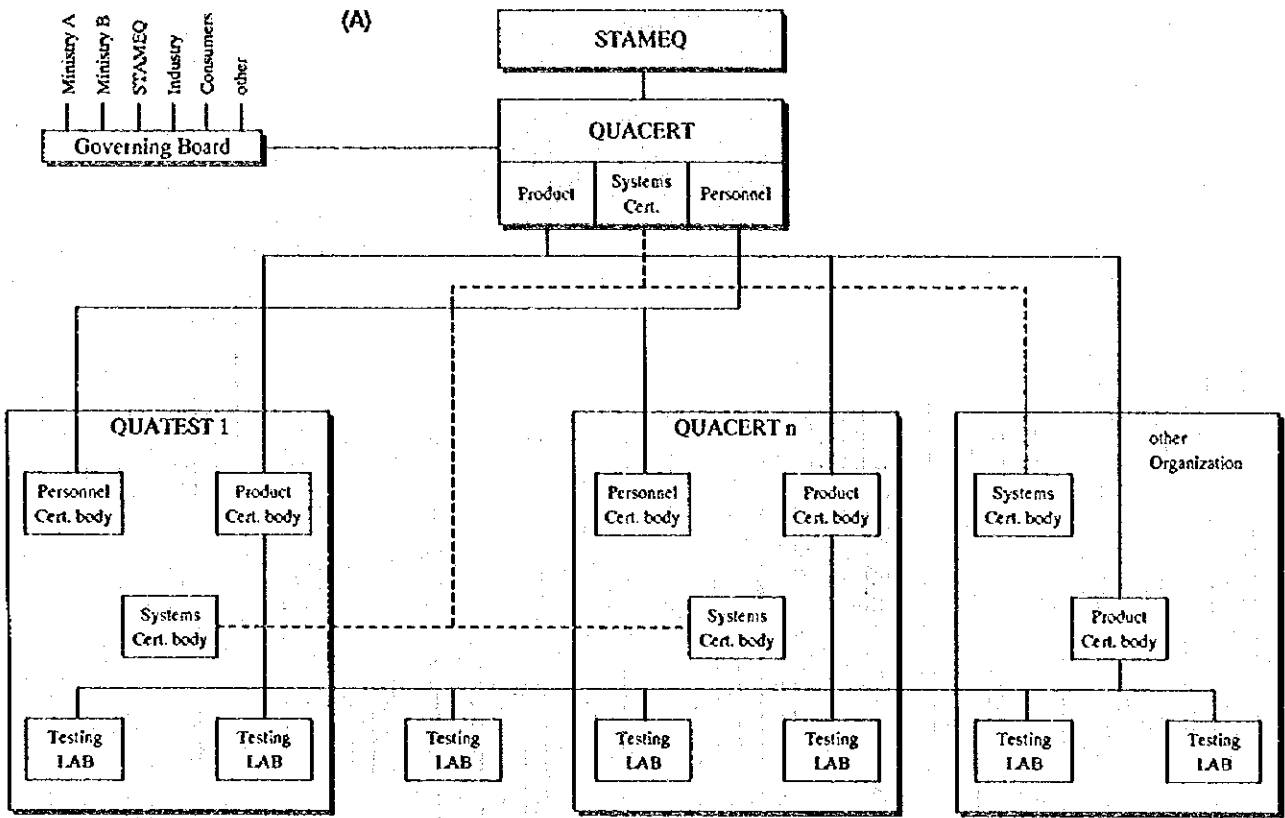 (A)
Ministry A
Ministry B
STAMEQ
Industry
Consumers
other
Governing Board
STAMEQ
QUACERT
Product
Systems
Cert.
Personnel
QUATEST 1
Personnel
Cert. body
Product
Cert. body
Systems
Cert. body
Testing
LAB
Testing
LAB
Testing
LAB
QUACERT n
Personnel
Cert. body
Product
Cert. body
Systems
Cert. body
Testing
LAB
Testing
LAB
other
Organization
Systems
Cert. body
Product
Cert. body
Testing
LAB
Testing
LAB